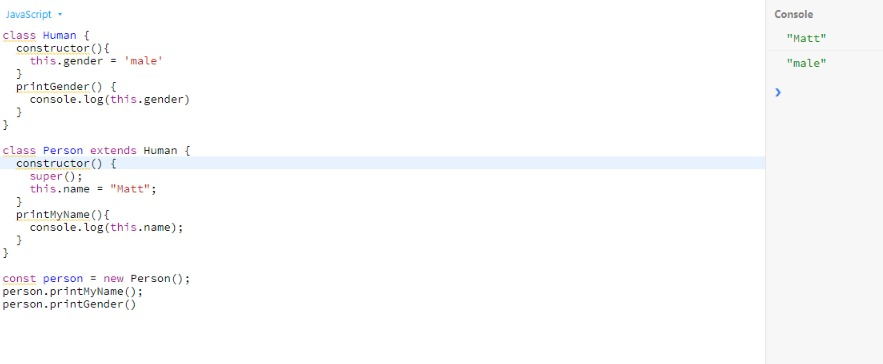 JavaScript
class Human {
  constructor(){
    this.gender = 'male'
  }
  printGender() {
    console.log(this.gender)
  }
}

class Person extends Human {
  constructor() {
    super();
    this.name = "Matt";
  }
  printMyName(){
    console.log(this.name);
  }
}

const person = new Person();
person.printMyName();
person.printGender()
Console
"Matt"
"male"